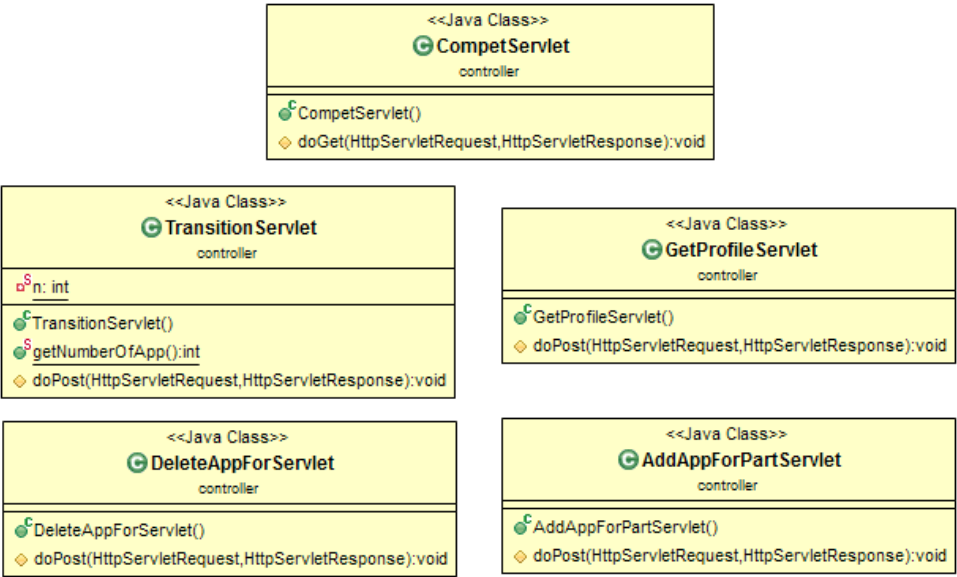 <<Java Class>>
CompetServlet
controller
CompetServlet()
doGet(HttpServletRequest,HttpServletResponse):void
<<Java Class>>
TransitionServlet
controller
n: int
TransitionServlet()
getNumberOfApp():int
doPost(HttpServletRequest,HttpServletResponse):void
<<Java Class>>
GetProfileServlet
controller
GetProfileServlet()
doPost(HttpServletRequest,HttpServletResponse):void
<<Java Class>>
DeleteAppForServlet
controller
DeleteAppForServlet()
doPost(HttpServletRequest,HttpServletResponse):void
<<Java Class>>
AddAppForPartServlet
controller
AddAppForPartServlet()
doPost(HttpServletRequest,HttpServletResponse):void